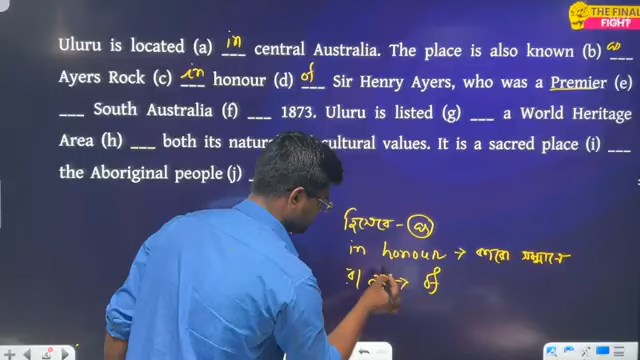 THE FINAL
FIGHT
Uluru is located (a) in central Australia. The place is also known (b) as
Ayers Rock (c) in honour (d) of Sir Henry Ayers, who was a Premier (e)
___ South Australia (f) ___ 1873. Uluru is listed (g) ___ a World Heritage
Area (h) ___ both its natural cultural values. It is a sacred place (i) ___
the Aboriginal people (j)
হিসেবে - as
in honour → কারো সম্মানে
→ of